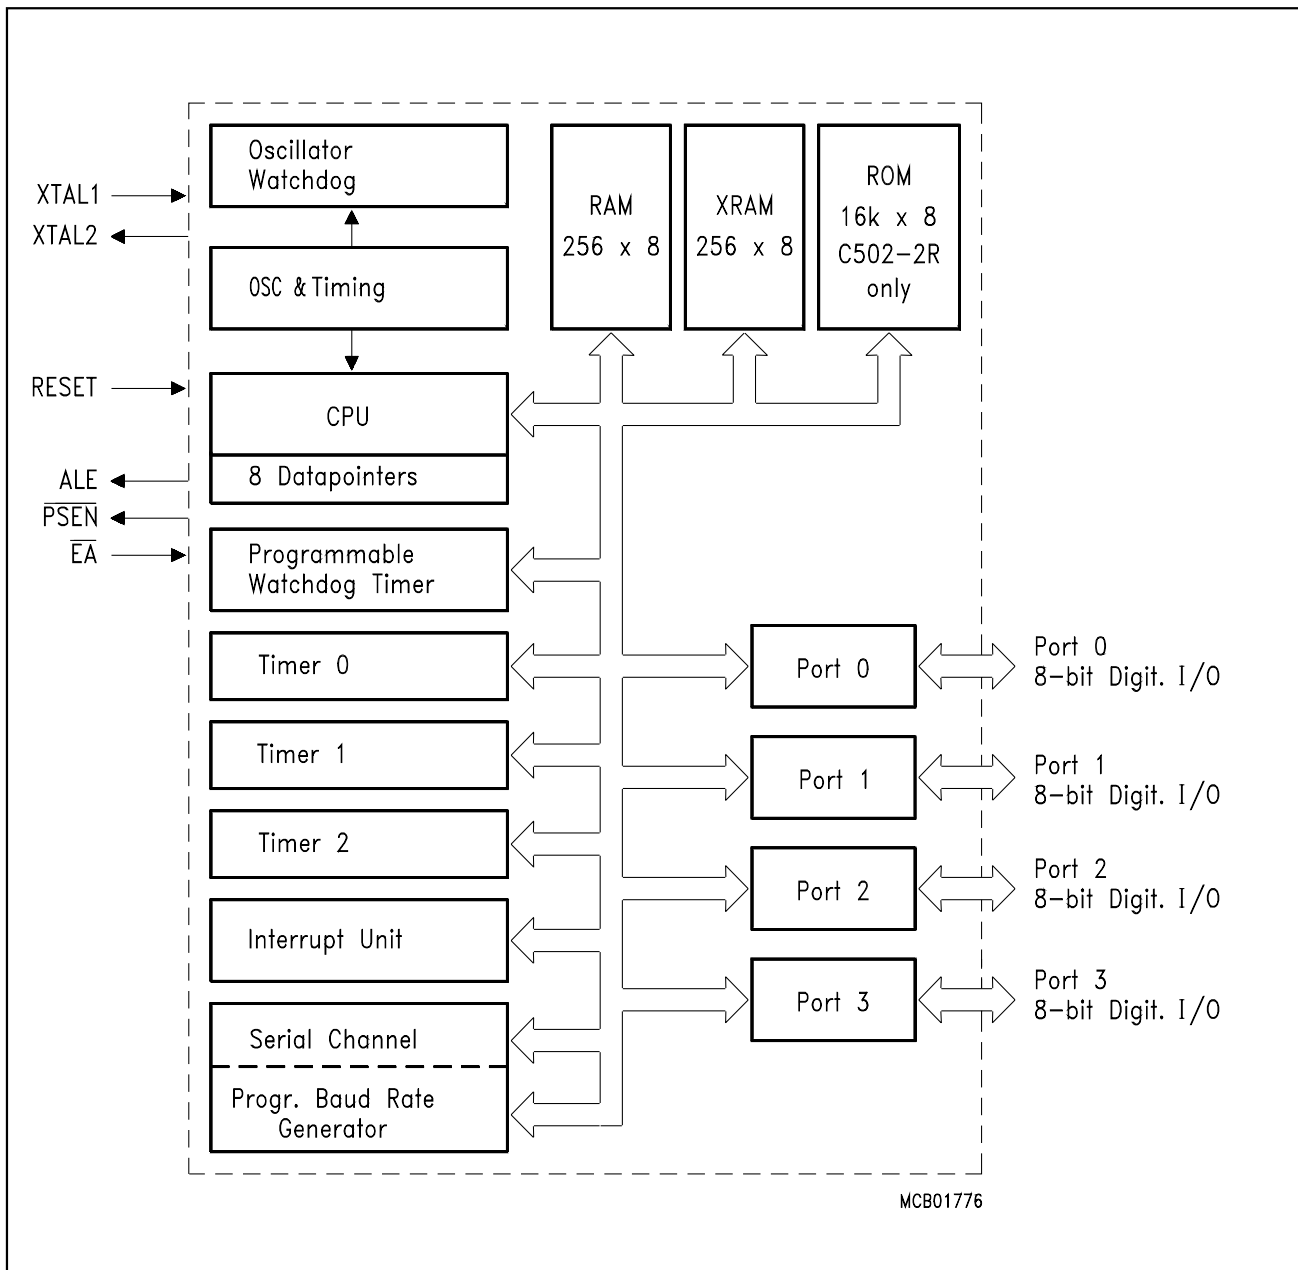 XTAL1
XTAL2
RESET
ALE
PSEN
EA
Oscillator
Watchdog
OSC & Timing
CPU
8 Datapointers
Programmable
Watchdog Timer
Timer 0
Timer 1
Timer 2
Interrupt Unit
Serial Channel
Progr. Baud Rate
Generator
RAM
256 x 8
XRAM
256 x 8
ROM
16k x 8
C502-2R
only
Port 0
Port 1
Port 2
Port 3
Port 0
8-bit Digit. I/O
Port 1
8-bit Digit. I/O
Port 2
8-bit Digit. I/O
Port 3
8-bit Digit. I/O
MCB01776